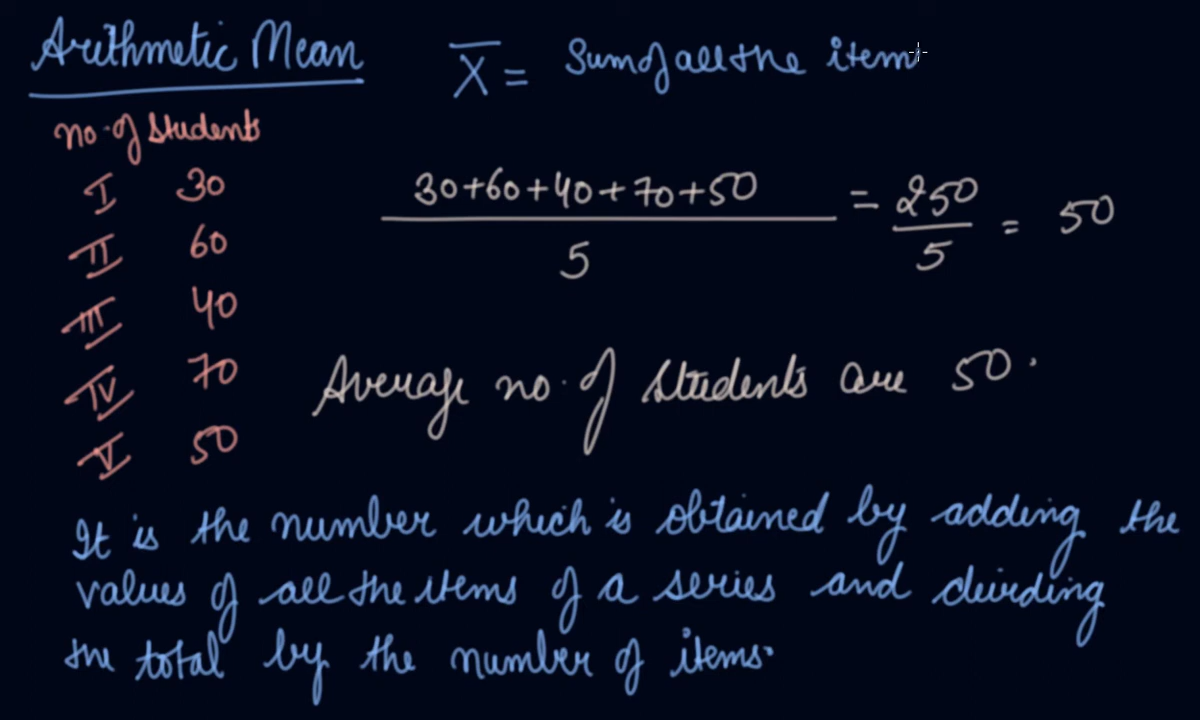 Arithmetic Mean
X̄ = Sum of all the items
no. of students
I 30
II 60
III 40
IV 70
V 50
30+60+40+70+50
5
= 250
5
= 50
Average no. of students are 50.
It is the number which is obtained by adding the
values of all the items of a series and dividing
the total by the number of items.